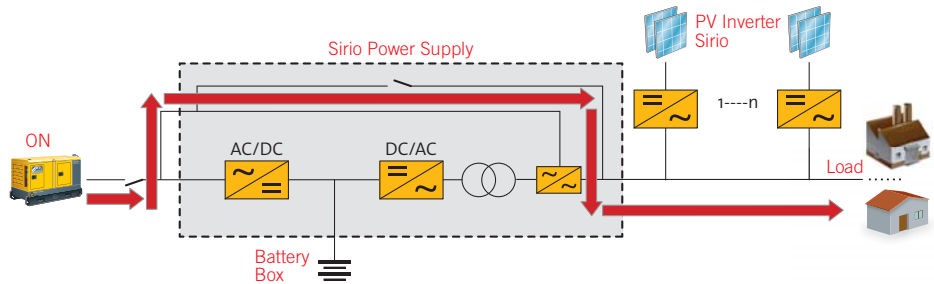 PV Inverter
Sirio
Sirio Power Supply
1----n
ON
AC/DC
DC/AC
Load
Battery
Box